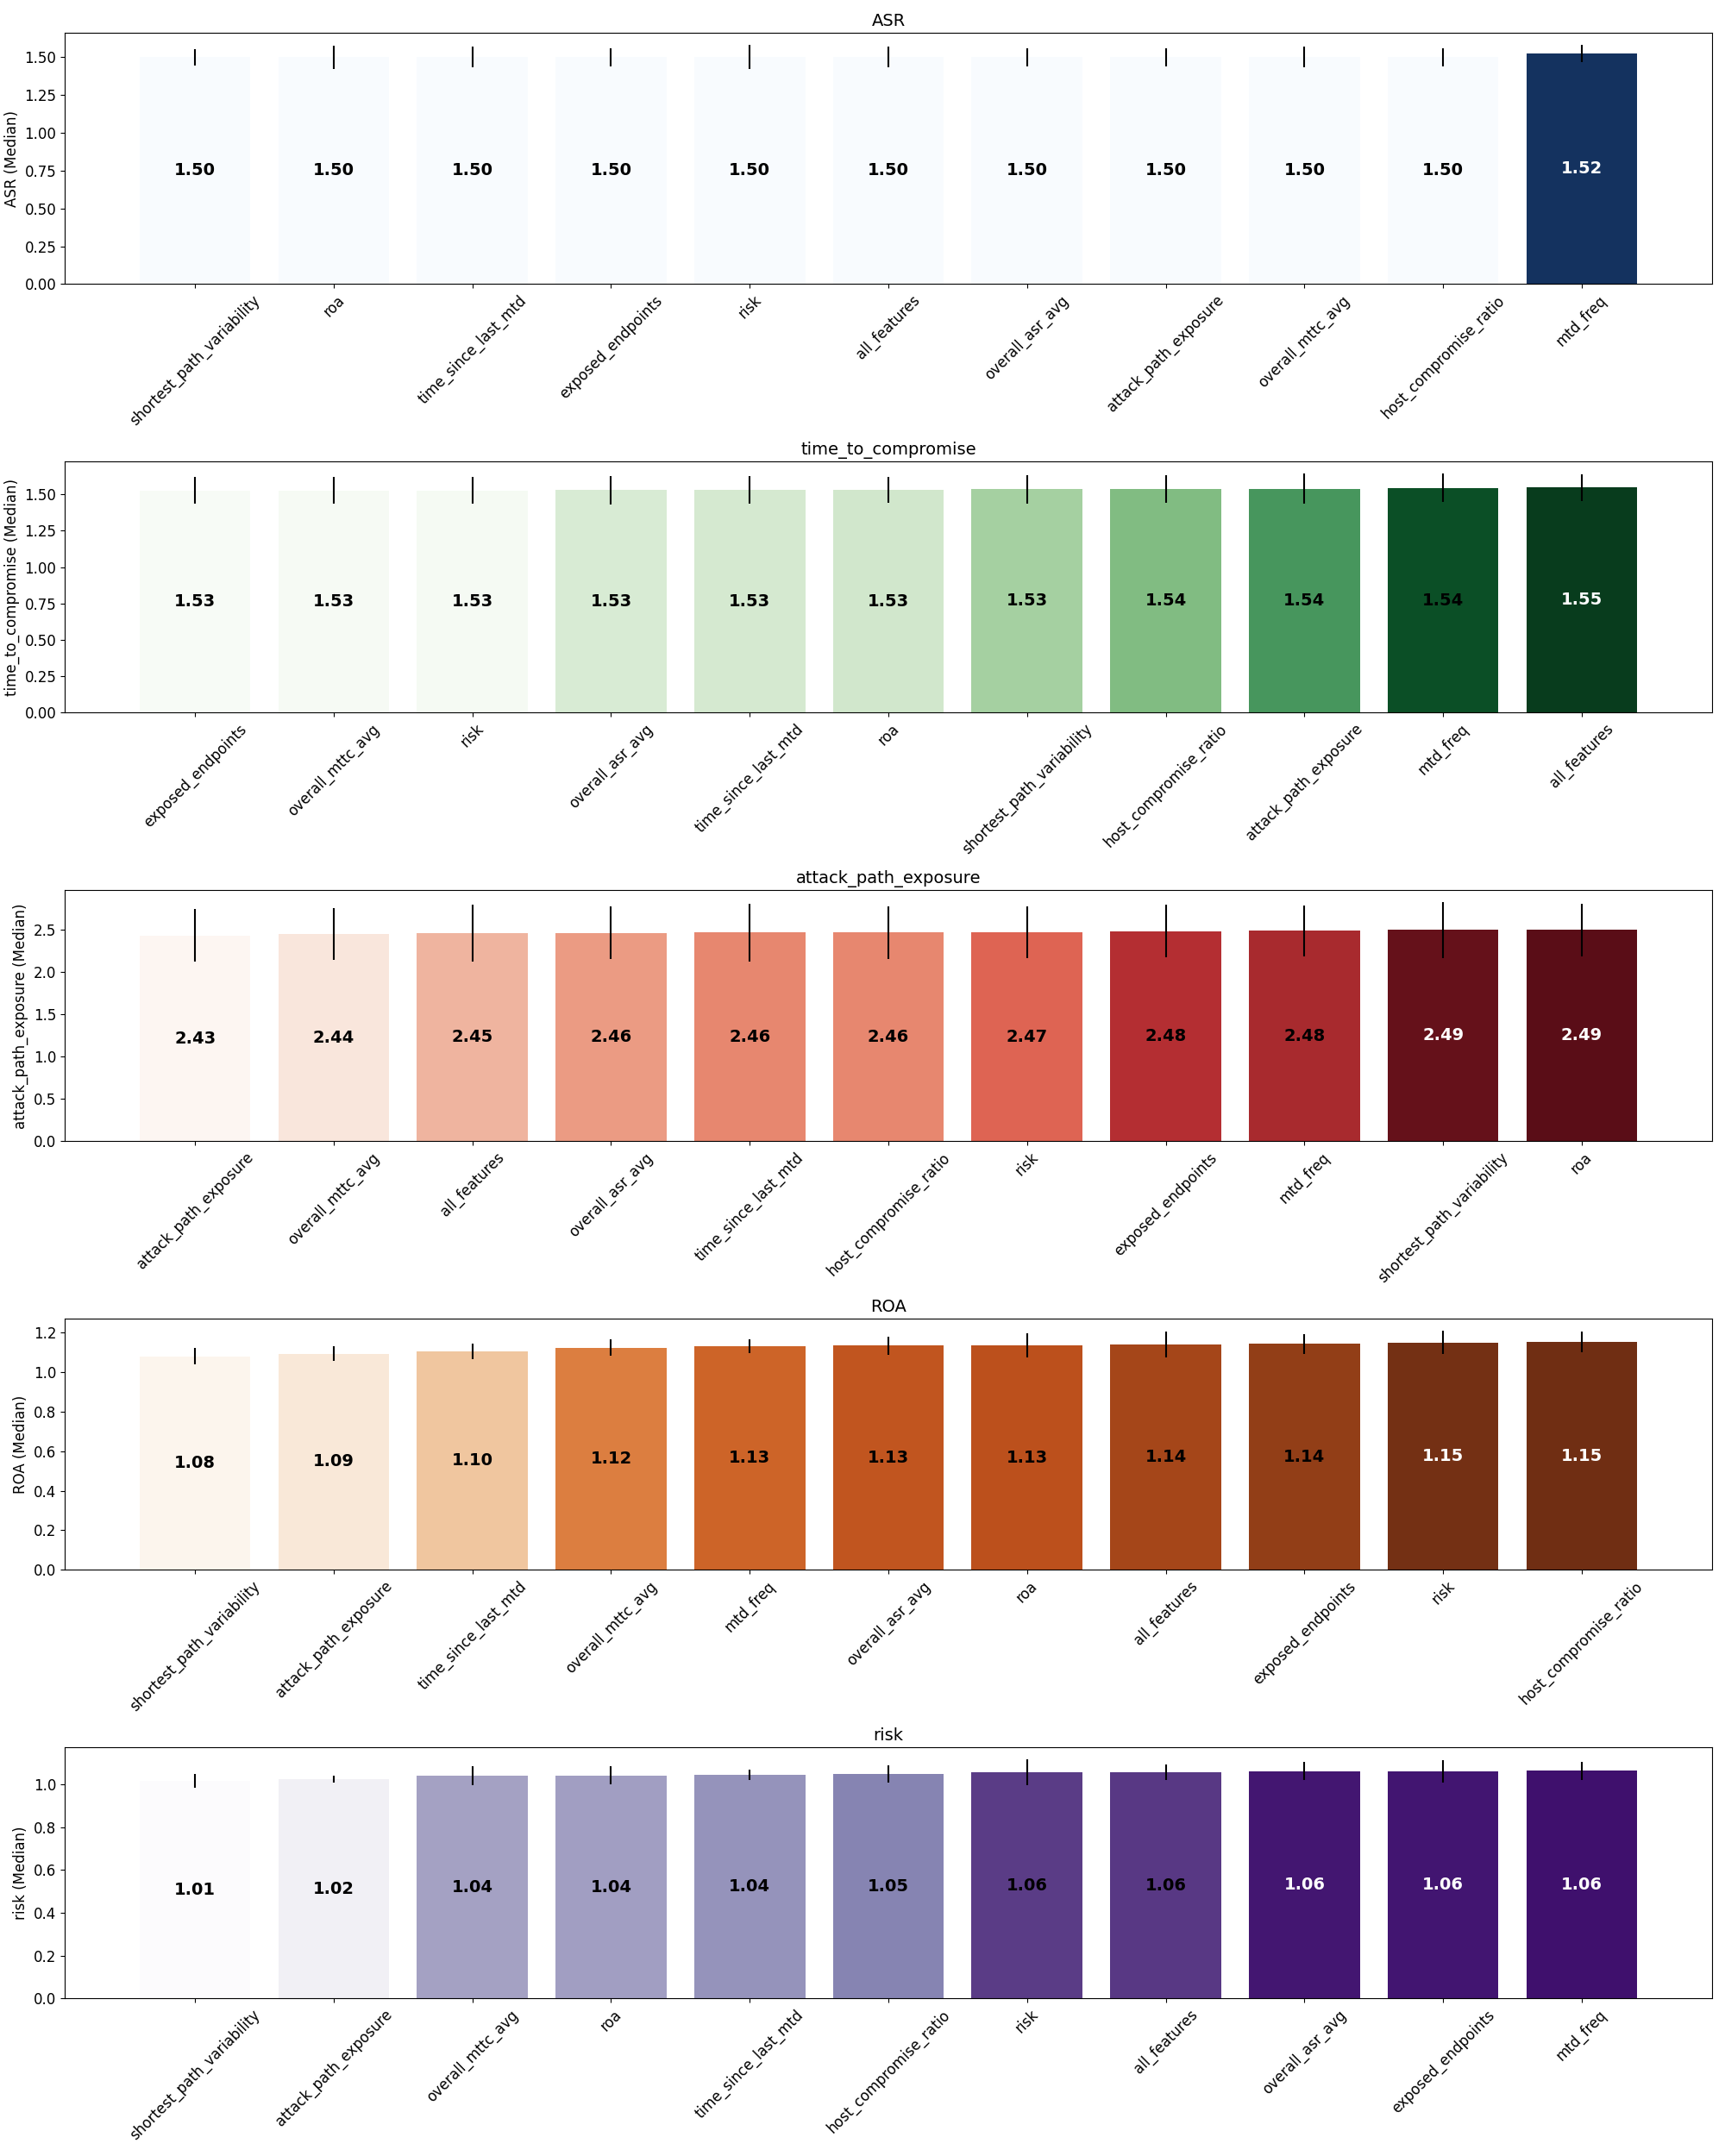 ASR
ASR (Median)
1.50
1.25
1.00
0.75
0.50
0.25
0.00
1.50 1.50 1.50 1.50 1.50 1.50 1.50 1.50 1.50 1.50 1.52
shortest_path_variability roa time_since_last_mtd exposed_endpoints risk all_features overall_asr_avg attack_path_exposure overall_mttc_avg host_compromise_ratio mtd_freq
time_to_compromise
time_to_compromise (Median)
1.50
1.25
1.00
0.75
0.50
0.25
0.00
1.53 1.53 1.53 1.53 1.53 1.53 1.53 1.54 1.54 1.54 1.55
exposed_endpoints overall_mttc_avg risk overall_asr_avg time_since_last_mtd roa shortest_path_variability host_compromise_ratio attack_path_exposure mtd_freq all_features
attack_path_exposure
attack_path_exposure (Median)
2.5
2.0
1.5
1.0
0.5
0.0
2.43 2.44 2.45 2.46 2.46 2.46 2.47 2.48 2.48 2.49 2.49
attack_path_exposure overall_mttc_avg all_features overall_asr_avg time_since_last_mtd host_compromise_ratio risk exposed_endpoints mtd_freq shortest_path_variability roa
ROA
ROA (Median)
1.2
1.0
0.8
0.6
0.4
0.2
0.0
1.08 1.09 1.10 1.12 1.13 1.13 1.13 1.14 1.14 1.15 1.15
shortest_path_variability attack_path_exposure time_since_last_mtd overall_mttc_avg mtd_freq overall_asr_avg roa all_features exposed_endpoints risk host_compromise_ratio
risk
risk (Median)
1.0
0.8
0.6
0.4
0.2
0.0
1.01 1.02 1.04 1.04 1.04 1.05 1.06 1.06 1.06 1.06 1.06
shortest_path_variability attack_path_exposure overall_mttc_avg roa time_since_last_mtd host_compromise_ratio risk all_features overall_asr_avg exposed_endpoints mtd_freq